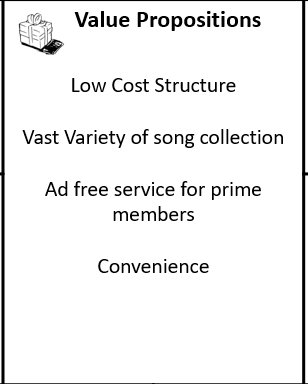 Value Propositions
Low Cost Structure
Vast Variety of song collection
Ad free service for prime
members
Convenience